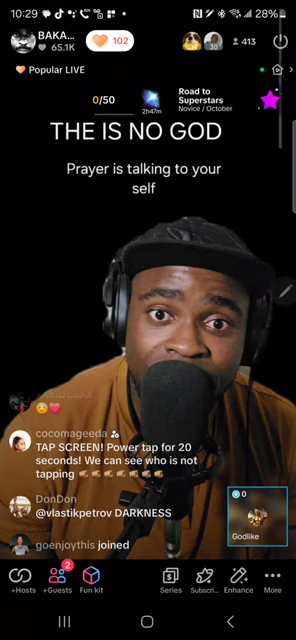 10:29
28%
BAKA...
65.1K
102
30
413
Popular LIVE
0/50
2h47m
Road to
Superstars
Novice / October
THE IS NO GOD
Prayer is talking to your
self
cocomageeda
TAP SCREEN! Power tap for 20
seconds! We can see who is not
tapping
DonDon
@vlastikpetrov DARKNESS
goenjoythis joined
0
Godlike
2
+Hosts
+Guests
Fun kit
Series
Subscri...
Enhance
More